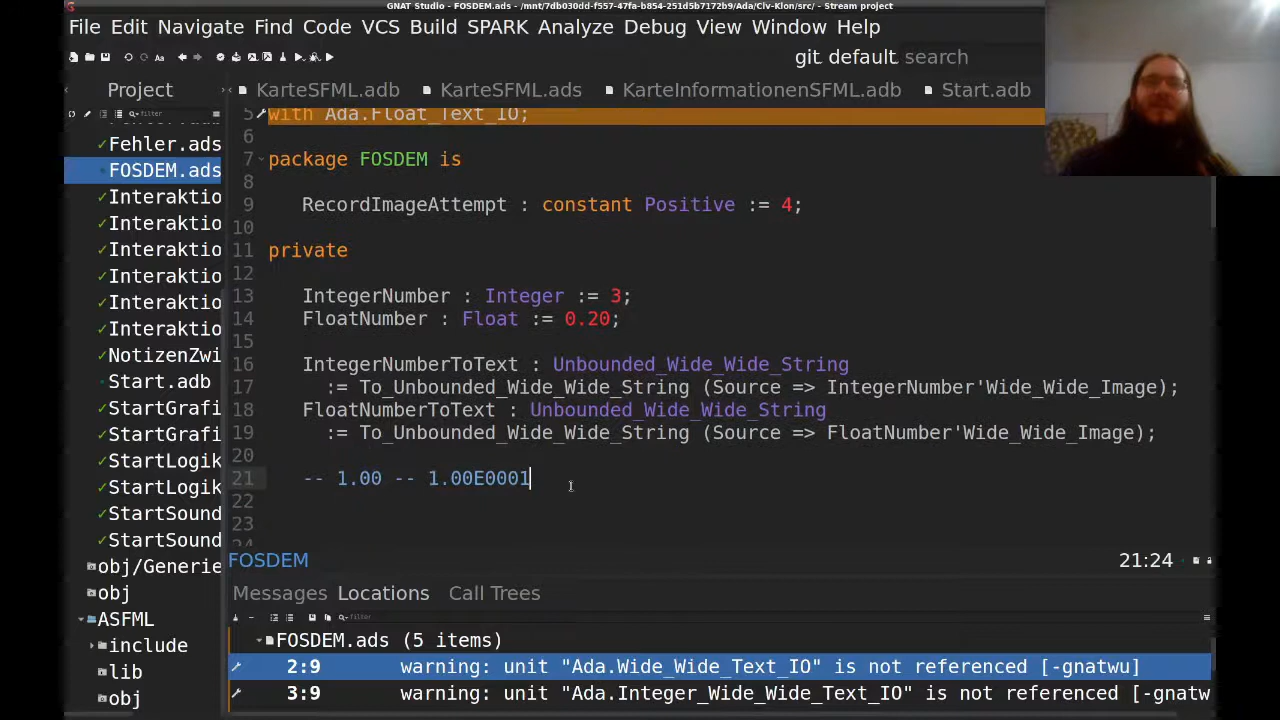 GNAT Studio - FOSDEM.ads - /mnt/7db030dd-f557-47fa-b854-251d5b7172b9/Ada/Civ-Klon/src/ - Stream project
File Edit Navigate Find Code VCS Build SPARK Analyze Debug View Window Help
git default search
Project
KarteSFML.adb KarteSFML.ads KarteInformationenSFML.adb Start.adb
filter
Fehler.ads
FOSDEM.ads
Interaktio
Interaktio
Interaktio
Interaktio
Interaktio
Interaktio
NotizenZwi
Start.adb
StartGrafi
StartGrafi
StartLogik
StartLogik
StartSound
StartSound
obj/Generie
obj
ASFML
include
lib
obj
5 with Ada.Float_Text_IO;
6
7 package FOSDEM is
8
9 RecordImageAttempt : constant Positive := 4;
10
11 private
12
13 IntegerNumber : Integer := 3;
14 FloatNumber : Float := 0.20;
15
16 IntegerNumberToText : Unbounded_Wide_Wide_String
17 := To_Unbounded_Wide_Wide_String (Source => IntegerNumber'Wide_Wide_Image);
18 FloatNumberToText : Unbounded_Wide_Wide_String
19 := To_Unbounded_Wide_Wide_String (Source => FloatNumber'Wide_Wide_Image);
20
21 -- 1.00 -- 1.00E0001
22
23
24
FOSDEM 21:24
Messages Locations Call Trees
filter
FOSDEM.ads (5 items)
2:9 warning: unit "Ada.Wide_Wide_Text_IO" is not referenced [-gnatwu]
3:9 warning: unit "Ada.Integer_Wide_Wide_Text_IO" is not referenced [-gnatw